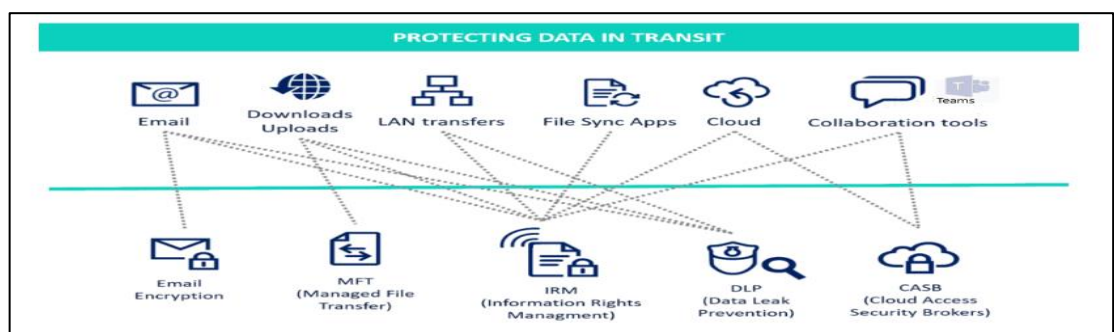 PROTECTING DATA IN TRANSIT
@
Email
Downloads
Uploads
LAN transfers
File Sync Apps
Cloud
T
Teams
Collaboration tools
Email
Encryption
MFT
(Managed File
Transfer)
IRM
(Information Rights
Managment)
DLP
(Data Leak
Prevention)
CASB
(Cloud Access
Security Brokers)